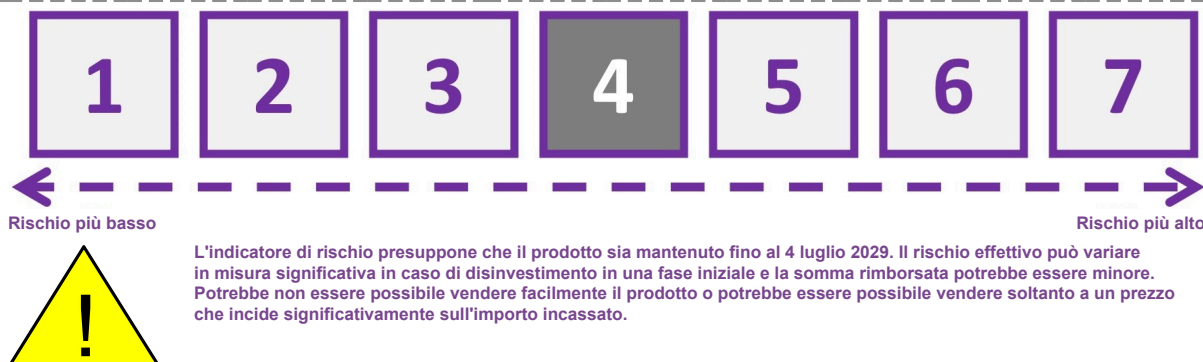 1 2 3 4 5 6 7
Rischio più basso Rischio più alto
L'indicatore di rischio presuppone che il prodotto sia mantenuto fino al 4 luglio 2029. Il rischio effettivo può variare
in misura significativa in caso di disinvestimento in una fase iniziale e la somma rimborsata potrebbe essere minore.
Potrebbe non essere possibile vendere facilmente il prodotto o potrebbe essere possibile vendere soltanto a un prezzo
che incide significativamente sull'importo incassato.
!